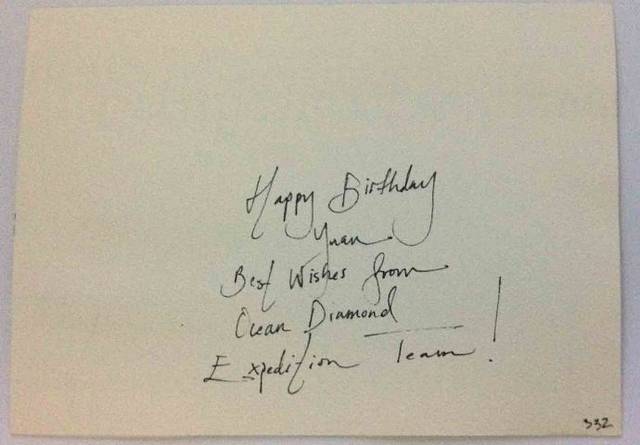 Happy Birthday
Yuan.
Best Wishes from
Ocean Diamond
Expedition Team!
332